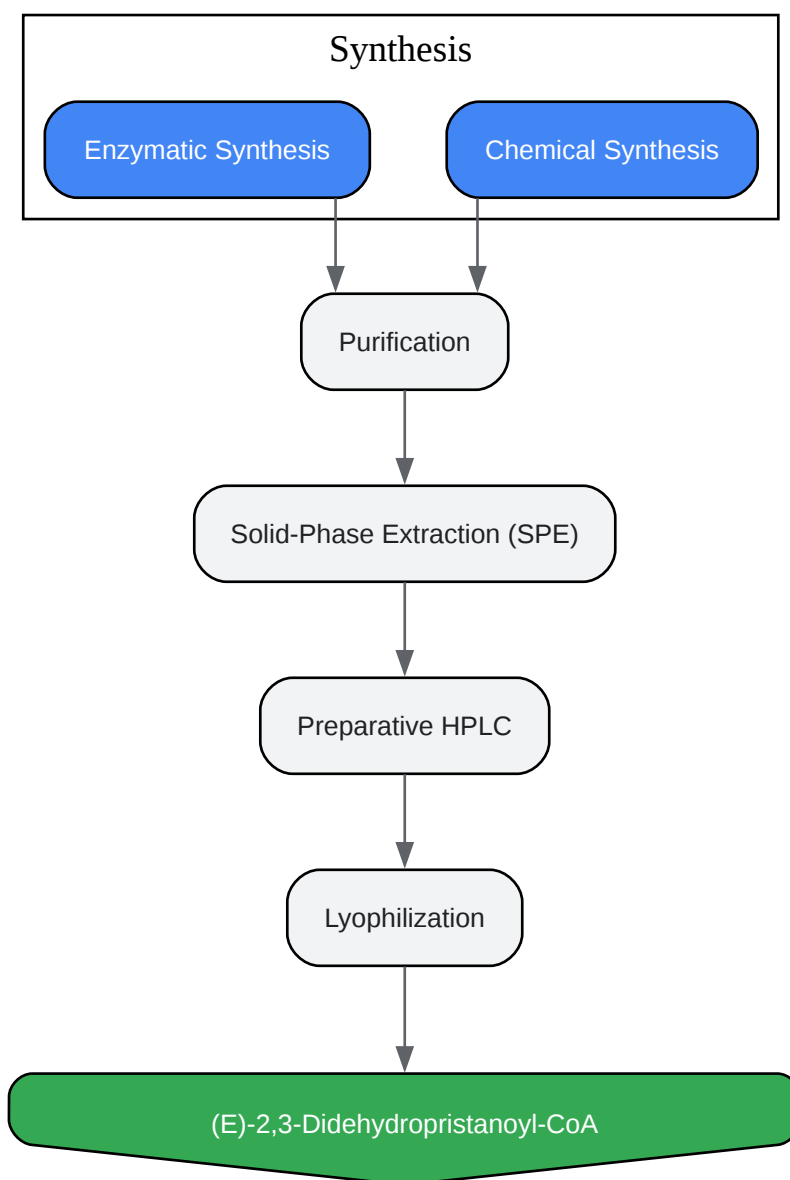 Synthesis
Enzymatic Synthesis
Chemical Synthesis
Purification
Solid-Phase Extraction (SPE)
Preparative HPLC
Lyophilization
(E)-2,3-Didehydropristanoyl-CoA